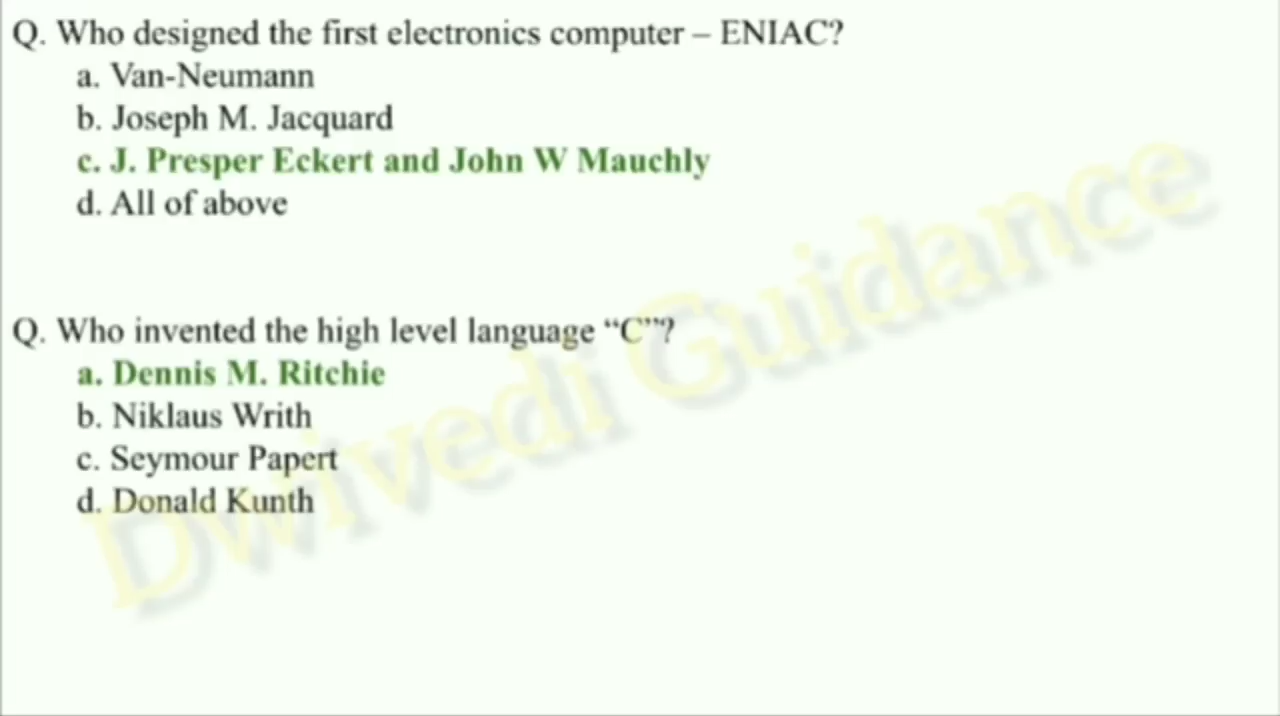 Q. Who designed the first electronics computer – ENIAC?
a. Van-Neumann
b. Joseph M. Jacquard
c. J. Presper Eckert and John W Mauchly
d. All of above
Q. Who invented the high level language “C”?
a. Dennis M. Ritchie
b. Niklaus Writh
c. Seymour Papert
d. Donald Kunth
Dwivedi Guidance